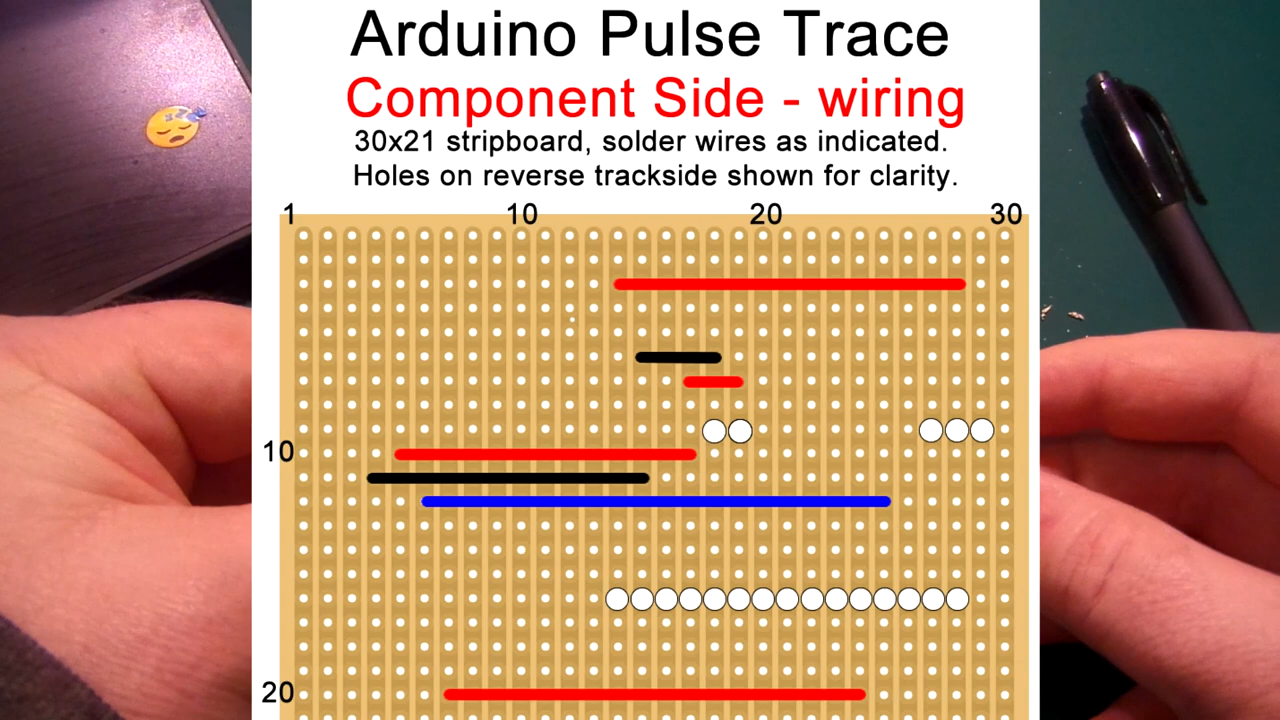 Arduino Pulse Trace
Component Side - wiring
30x21 stripboard, solder wires as indicated.
Holes on reverse trackside shown for clarity.
1 10 20 30
10
20